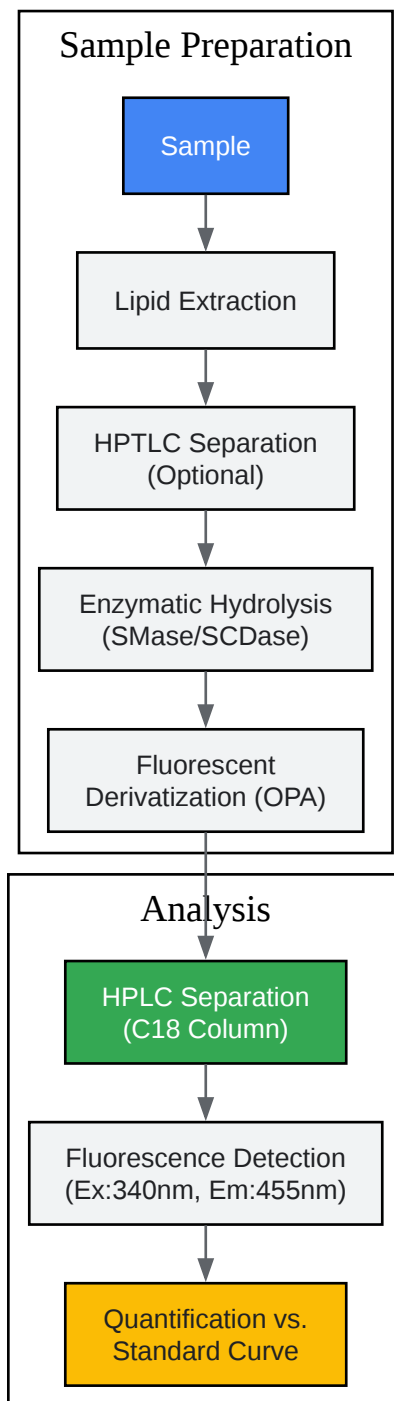 Sample Preparation
Sample
Lipid Extraction
HPTLC Separation
(Optional)
Enzymatic Hydrolysis
(SMase/SCDase)
Fluorescent
Derivatization (OPA)
Analysis
HPLC Separation
(C18 Column)
Fluorescence Detection
(Ex:340nm, Em:455nm)
Quantification vs.
Standard Curve